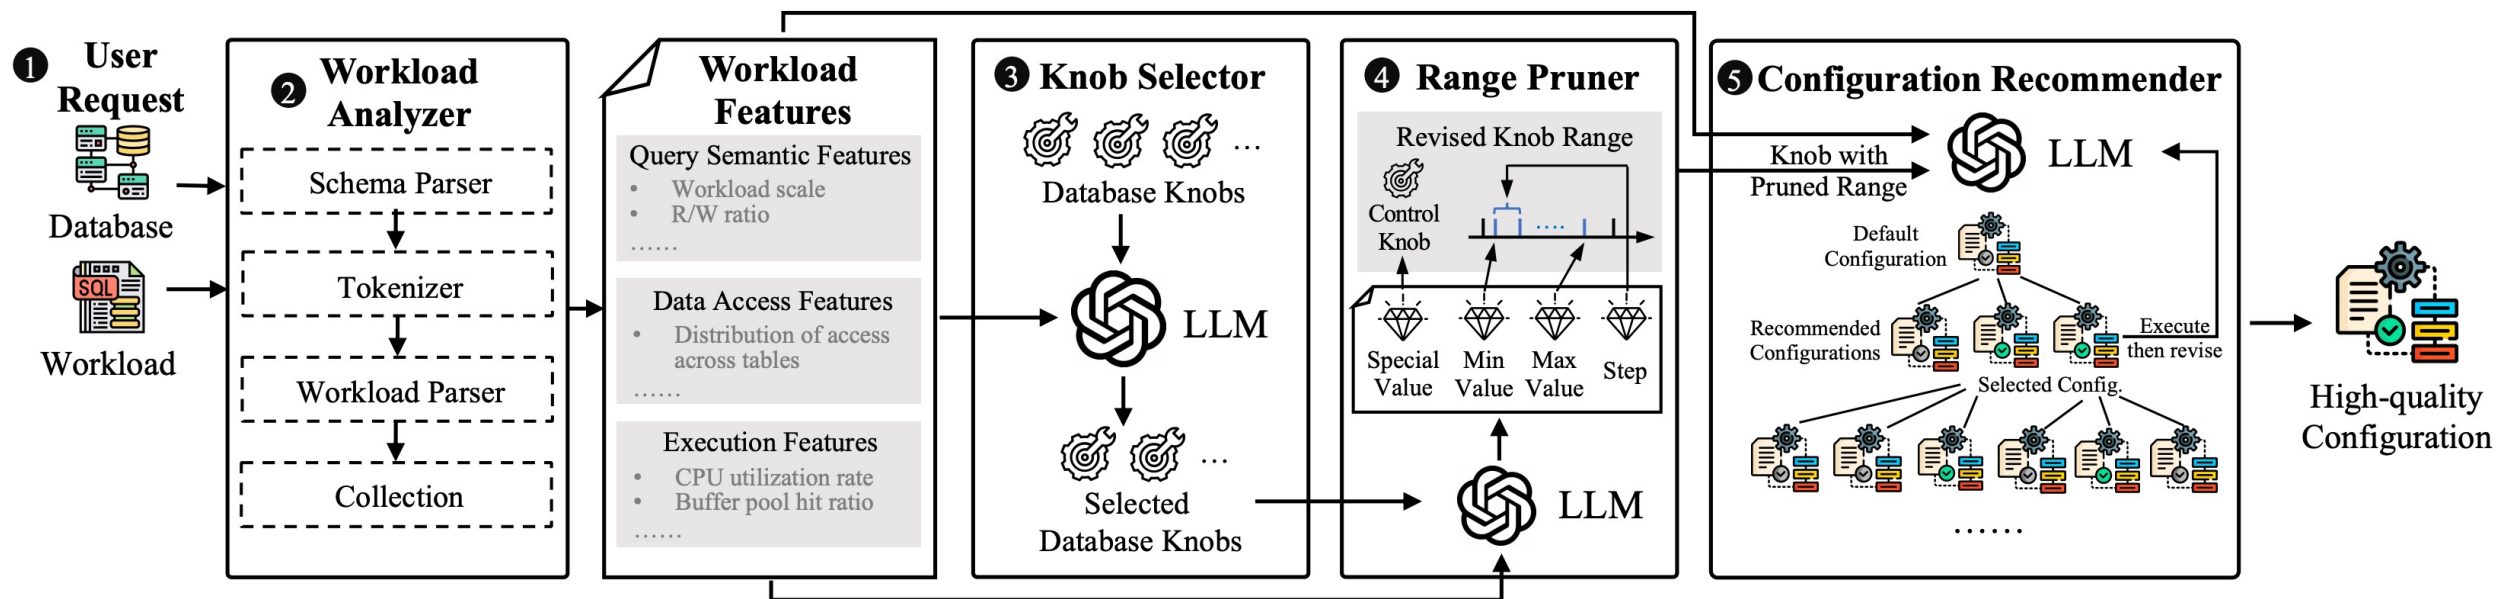 1 User
Request
Database
Workload
2 Workload
Analyzer
Schema Parser
Tokenizer
Workload Parser
Collection
Workload
Features
Query Semantic Features
• Workload scale
• R/W ratio
......
Data Access Features
• Distribution of access
across tables
......
Execution Features
• CPU utilization rate
• Buffer pool hit ratio
......
3 Knob Selector
...
Database Knobs
LLM
...
Selected
Database Knobs
4 Range Pruner
Revised Knob Range
Control
Knob
....
Special
Value
Min
Value
Max
Value
Step
LLM
5 Configuration Recommender
LLM
Knob with
Pruned Range
Default
Configuration
Recommended
Configurations
Execute
then revise
Selected Config.
......
SQL
High-quality
Configuration